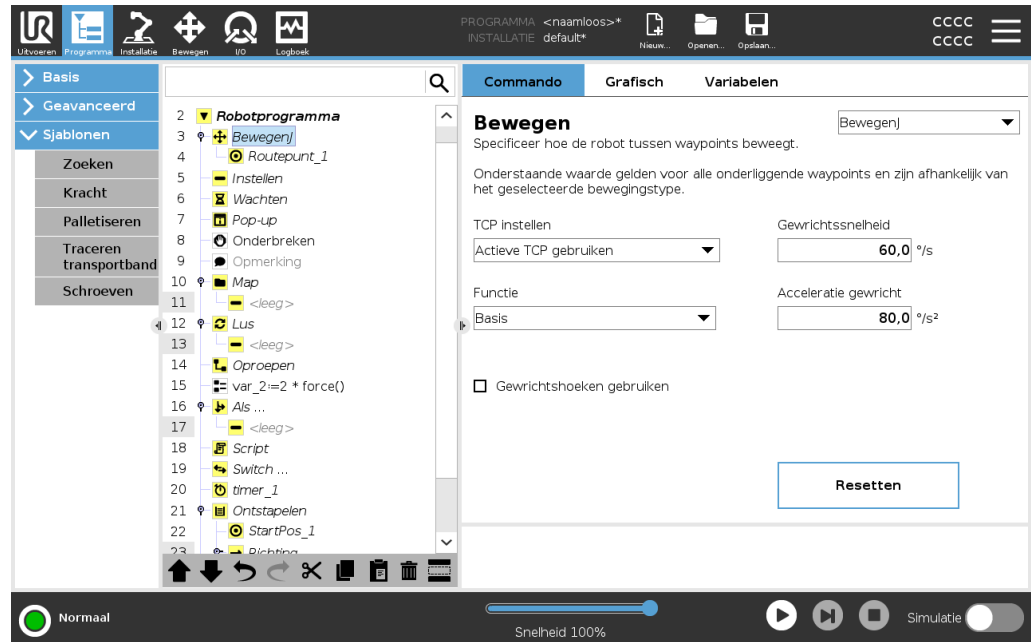 UR
Uitvoeren
Programma
Installatie
Bewegen
I/O
Logboek
PROGRAMMA <naamloos>*
INSTALLATIE default*
Nieuw...
Openen...
Opslaan...
cccc
cccc
Basis
Geavanceerd
Sjablonen
Zoeken
Kracht
Palletiseren
Traceren
transportband
Schroeven
2 Robotprogramma
3 BewegenJ
4 Routepunt_1
5 Instellen
6 Wachten
7 Pop-up
8 Onderbreken
9 Opmerking
10 Map
11 <leeg>
12 Lus
13 <leeg>
14 Oproepen
15 var_2:=2 * force()
16 Als ...
17 <leeg>
18 Script
19 Switch ...
20 timer_1
21 Ontstapelen
22 StartPos_1
23 Richting
Commando
Grafisch
Variabelen
Bewegen
BewegenJ
Specificeer hoe de robot tussen waypoints beweegt.
Onderstaande waarde gelden voor alle onderliggende waypoints en zijn afhankelijk van
het geselecteerde bewegingstype.
TCP instellen
Gewrichtssnelheid
Actieve TCP gebruiken
60,0 °/s
Functie
Acceleratie gewricht
Basis
80,0 °/s²
Gewrichtshoeken gebruiken
Resetten
Normaal
Snelheid 100%
Simulatie